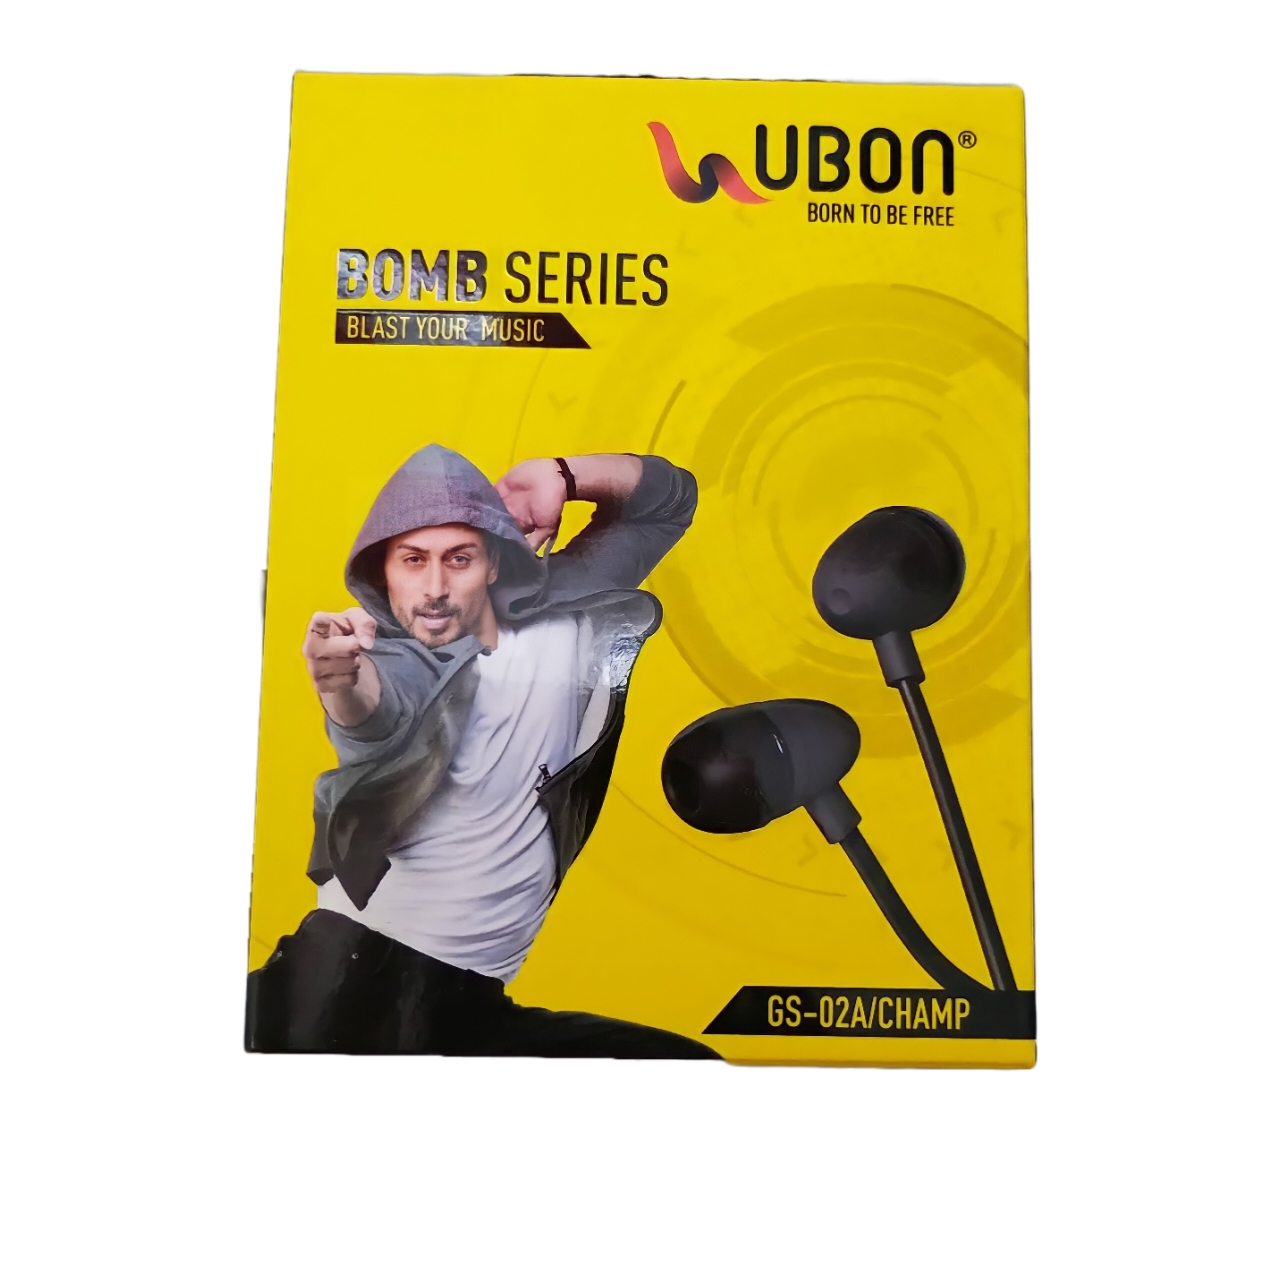 UBON®
BORN TO BE FREE
BOMB SERIES
BLAST YOUR MUSIC
GS-02A/CHAMP